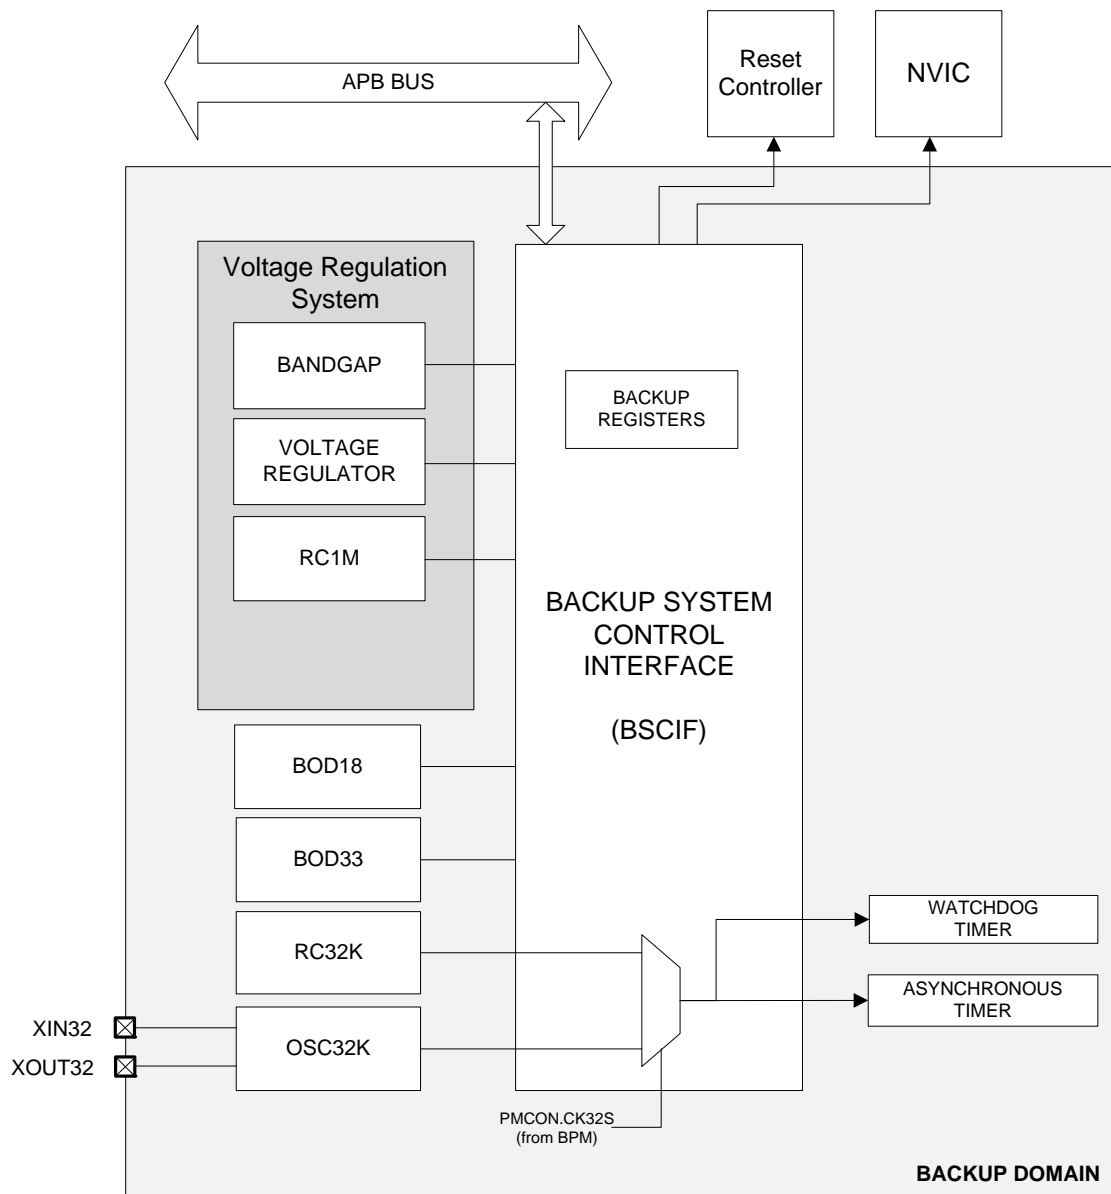 APB BUS
Reset
Controller
NVIC
Voltage Regulation
System
BANDGAP
VOLTAGE
REGULATOR
RC1M
BACKUP
REGISTERS
BACKUP SYSTEM
CONTROL
INTERFACE
(BSCIF)
BOD18
BOD33
RC32K
OSC32K
XIN32
XOUT32
WATCHDOG
TIMER
ASYNCHRONOUS
TIMER
PMCON.CK32S
(from BPM)
BACKUP DOMAIN